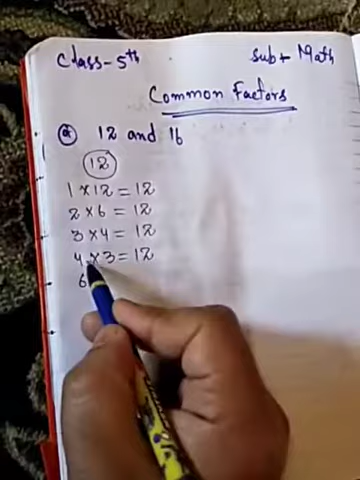 Class-5th Sub+ Math
Common Factors
Q 12 and 16
12
1 × 12 = 12
2 × 6 = 12
3 × 4 = 12
4 × 3 = 12
6